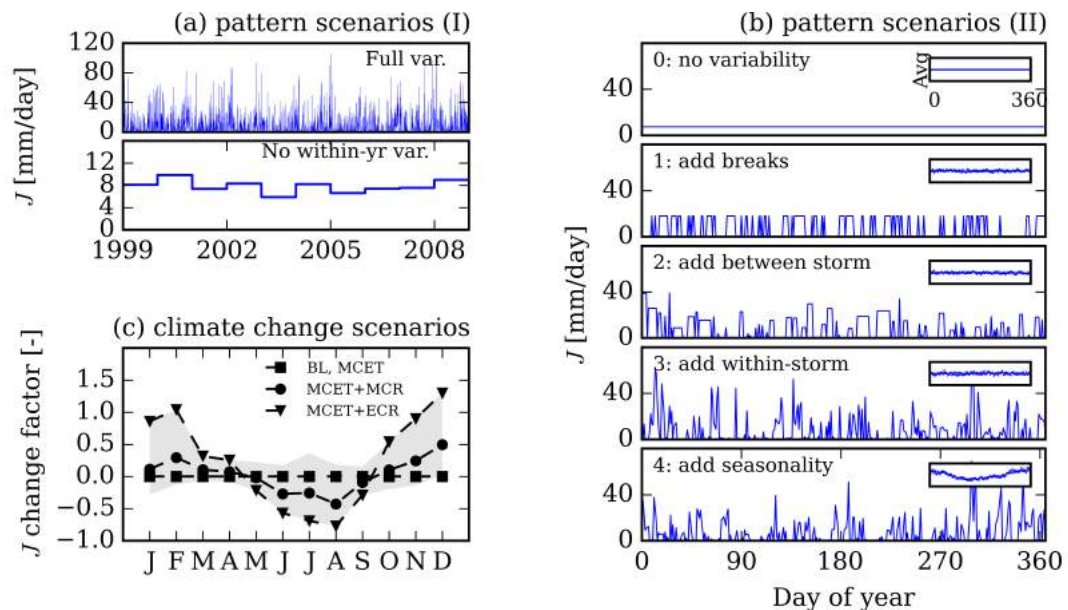 (a) pattern scenarios (I)
120
80
40
0
Full var.
16
12
8
4
0
No within-yr var.
J [mm/day]
1999 2002 2005 2008
(c) climate change scenarios
1.5
1.0
0.5
0.0
−0.5
−1.0
J change factor [-]
BL, MCET
MCET+MCR
MCET+ECR
J F M A M J J A S O N D
(b) pattern scenarios (II)
0: no variability
Avg
0 360
40
0
1: add breaks
40
0
2: add between storm
40
0
3: add within-storm
40
0
4: add seasonality
40
0
J [mm/day]
0 90 180 270 360
Day of year